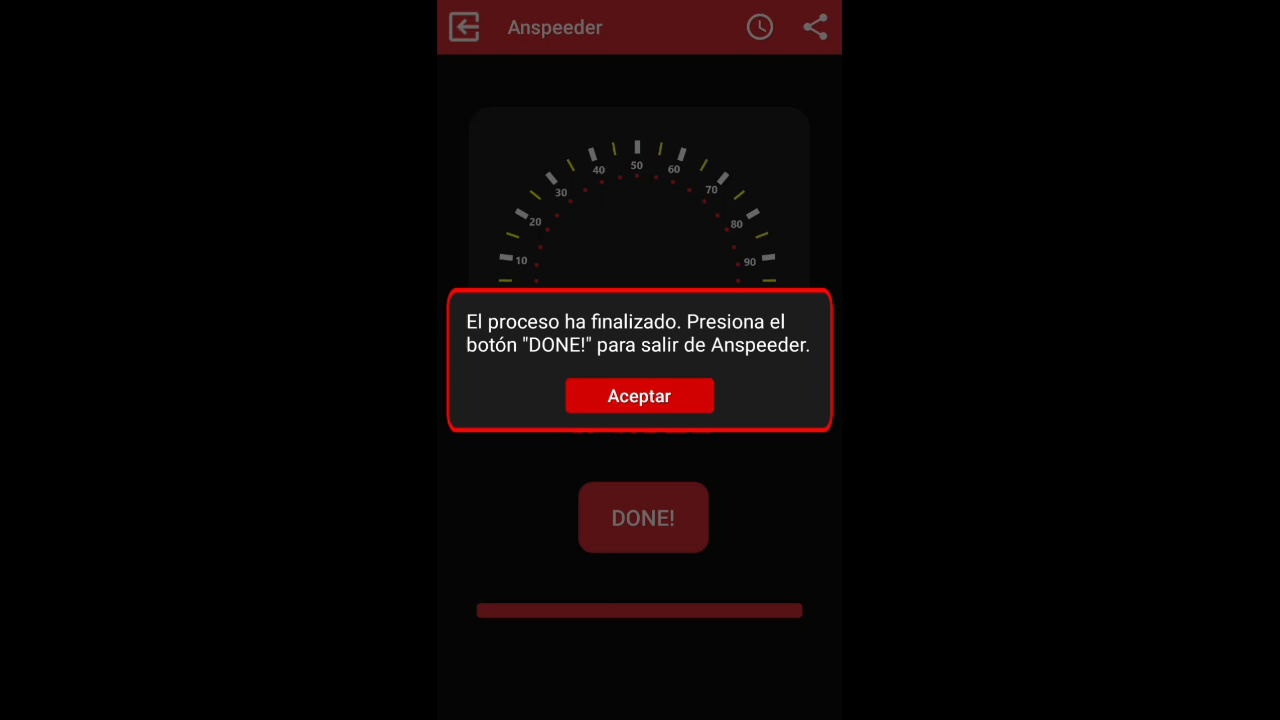 Anspeeder
50
40
60
30
70
20
80
10
90
El proceso ha finalizado. Presiona el
botón "DONE!" para salir de Anspeeder.
Aceptar
DONE!